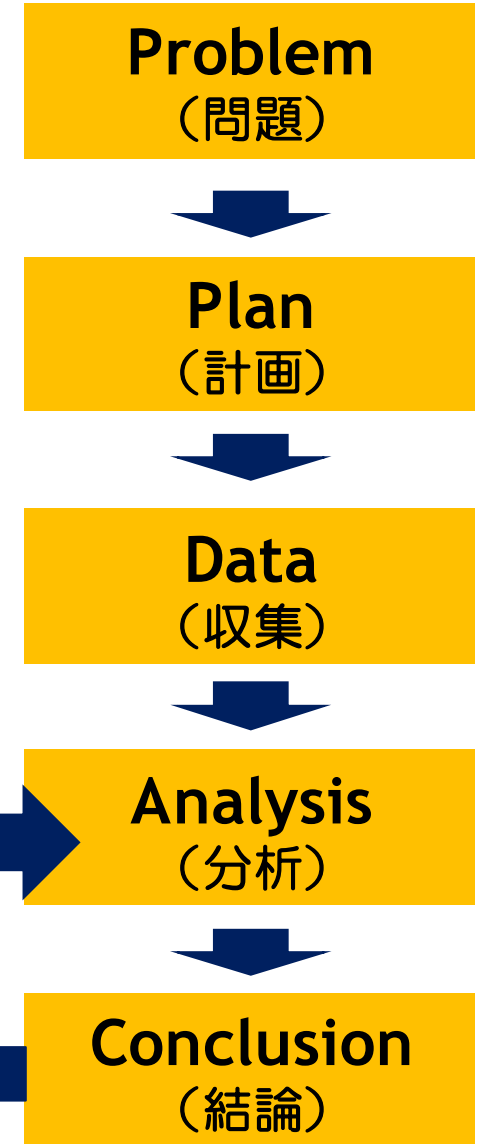 Problem
（問題）
Plan
（計画）
Data
（収集）
Analysis
（分析）
Conclusion
（結論）